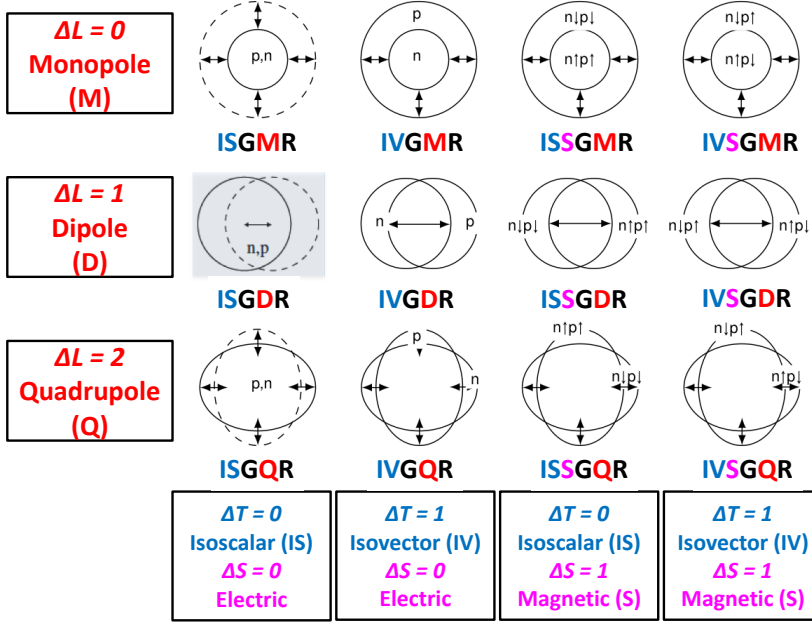 ΔL = 0
Monopole
(M)
p,n
p
n
n↓p↓
n↑p↑
n↓p↑
n↑p↓
ISGMR
IVGMR
ISSGMR
IVSGMR
ΔL = 1
Dipole
(D)
n,p
n
p
n↓p↓
n↑p↑
n↓p↑
n↑p↓
ISGDR
IVGDR
ISSGDR
IVSGDR
ΔL = 2
Quadrupole
(Q)
p,n
p
n
n↑p↑
n↓p↓
n↓p↑
n↑p↓
ISGQR
IVGQR
ISSGQR
IVSGQR
ΔT = 0
Isoscalar (IS)
ΔS = 0
Electric
ΔT = 1
Isovector (IV)
ΔS = 0
Electric
ΔT = 0
Isoscalar (IS)
ΔS = 1
Magnetic (S)
ΔT = 1
Isovector (IV)
ΔS = 1
Magnetic (S)